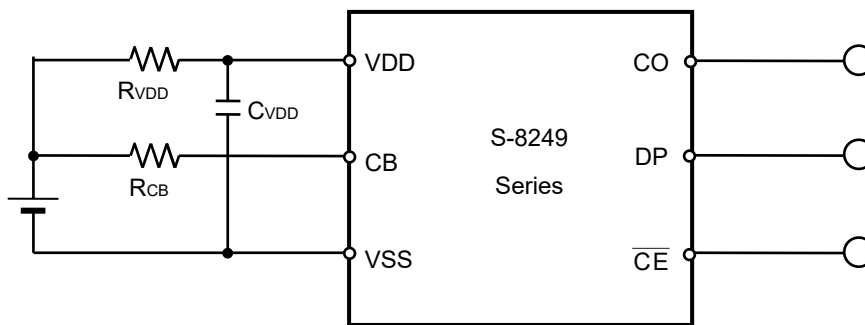 VDD
CO
RVDD
CVDD
S-8249
CB
DP
RCB
Series
VSS
CE